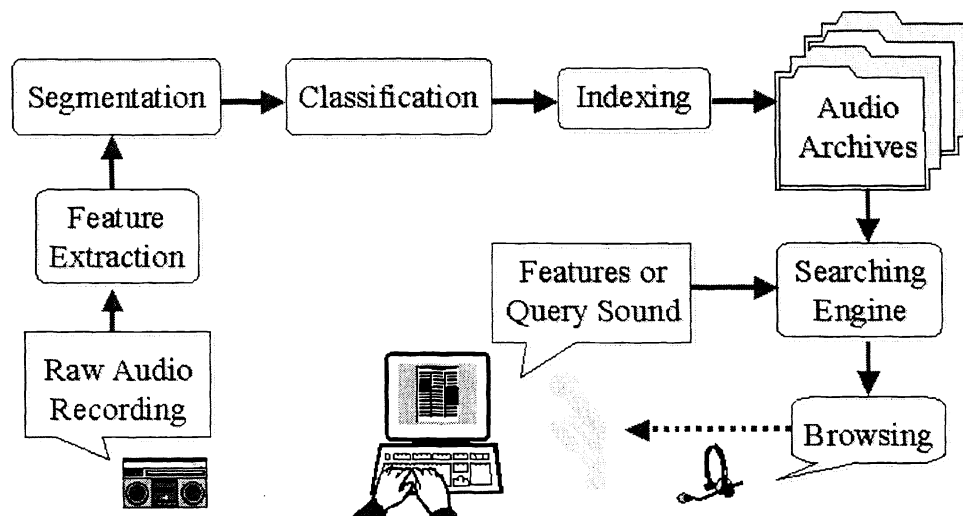 Segmentation
Classification
Indexing
Audio
Archives
Feature
Extraction
Features or
Query Sound
Searching
Engine
Raw Audio
Recording
Browsing